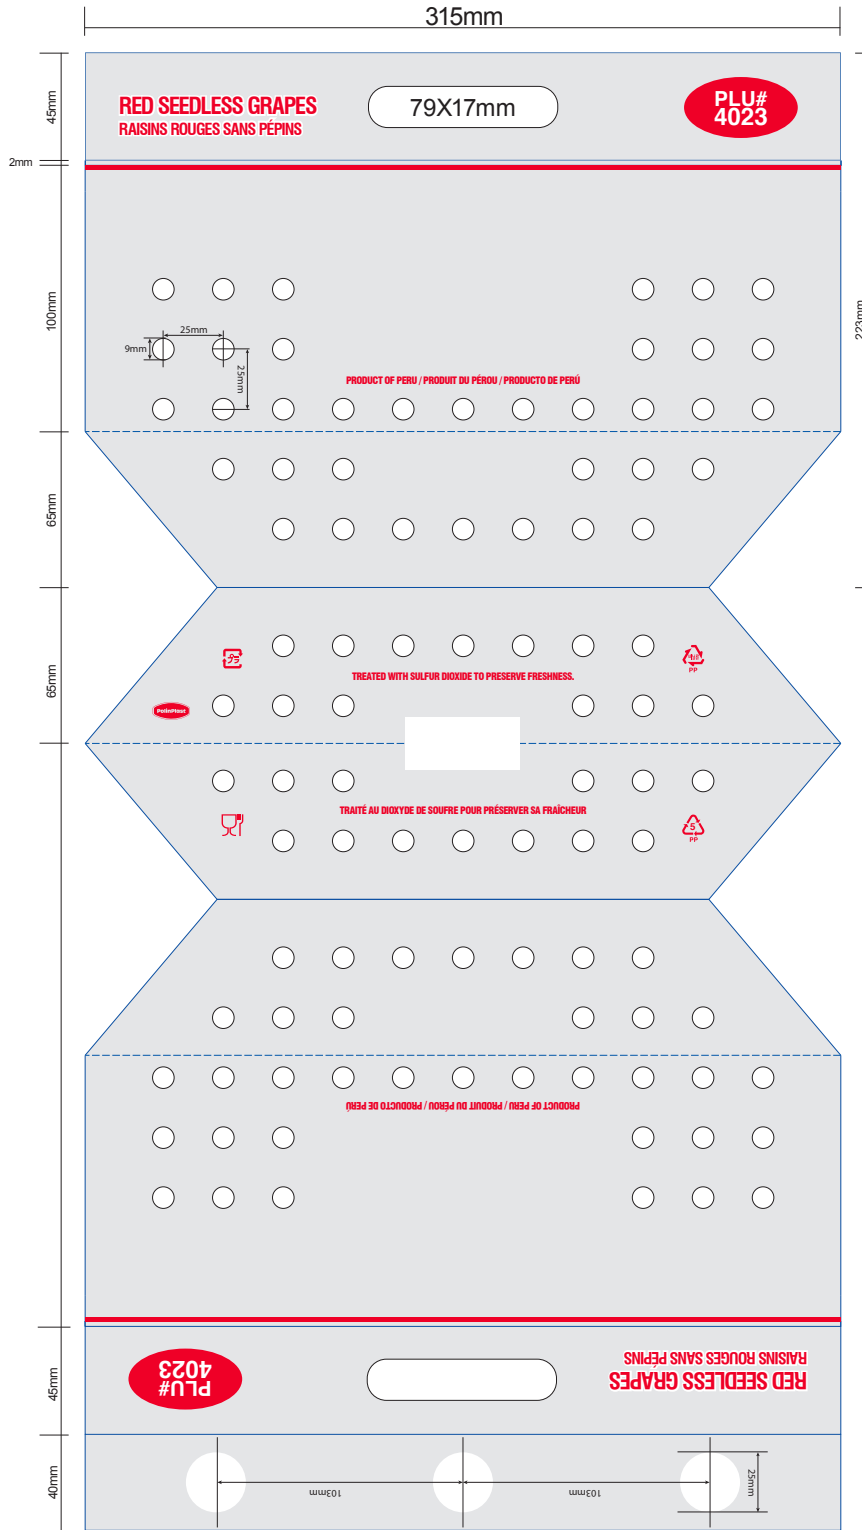 315mm
45mm
RED SEEDLESS GRAPES
RAISINS ROUGES SANS PÉPINS
79X17mm
PLU#
4023
2mm
100mm
223mm
25mm
9mm
25mm
PRODUCT OF PERU / PRODUIT DU PÉROU / PRODUCTO DE PERÚ
65mm
65mm
TREATED WITH SULFUR DIOXIDE TO PRESERVE FRESHNESS.
PP
PolinPlast
TRAITÉ AU DIOXYDE DE SOUFRE POUR PRÉSERVER SA FRAÎCHEUR
5
PP
PRODUCT OF PERU / PRODUIT DU PÉROU / PRODUCTO DE PERÚ
45mm
PLU#
4023
RED SEEDLESS GRAPES
RAISINS ROUGES SANS PÉPINS
40mm
103mm
103mm
25mm